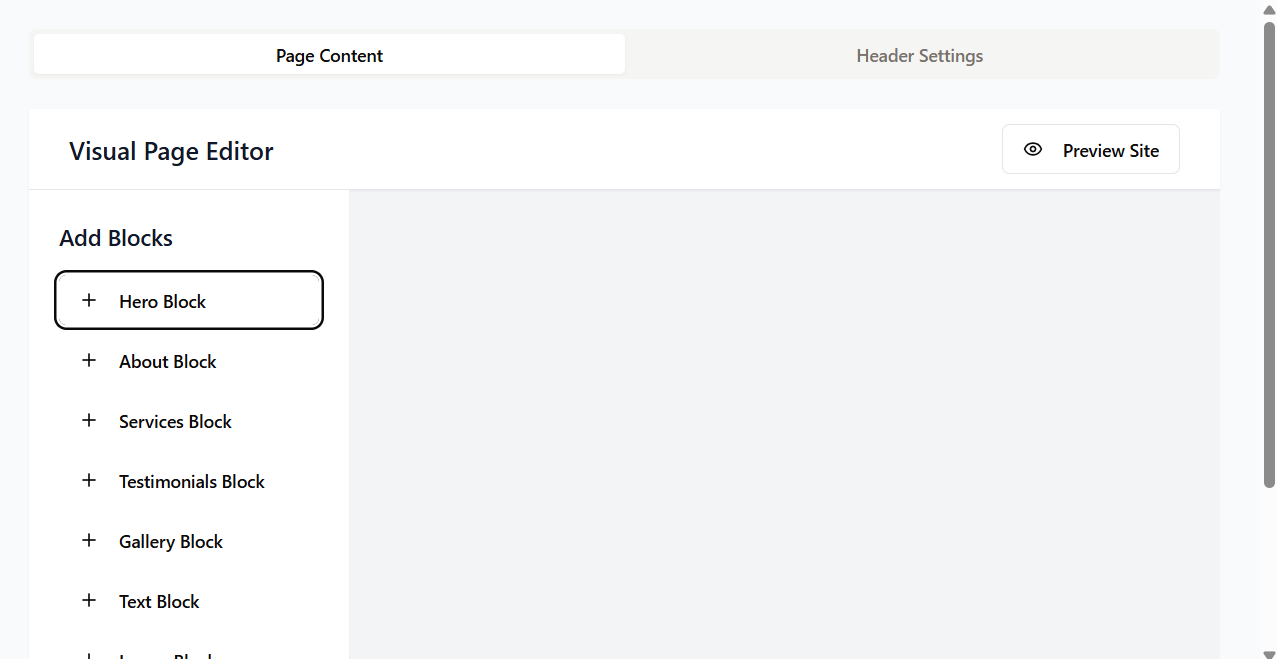 Page Content
Header Settings
Visual Page Editor
Preview Site
Add Blocks
Hero Block
About Block
Services Block
Testimonials Block
Gallery Block
Text Block